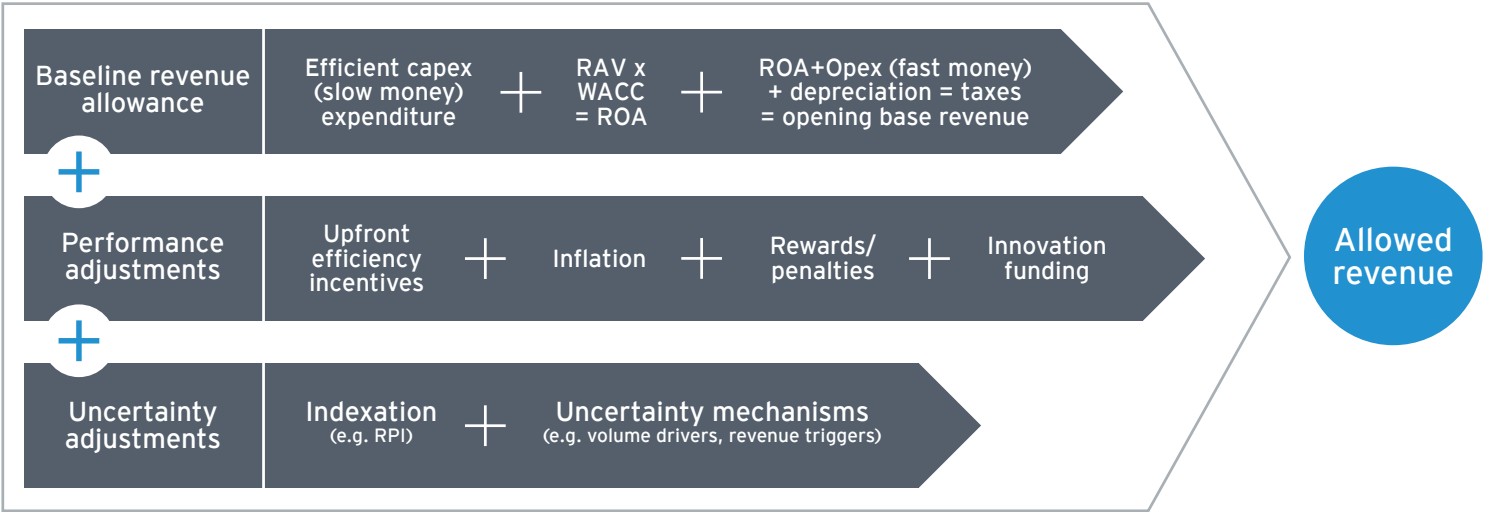 Baseline revenue
allowance
Efficient capex
(slow money)
expenditure
+
RAV x
WACC
= ROA
+
ROA+Opex (fast money)
+ depreciation = taxes
= opening base revenue
+
Performance
adjustments
Upfront
efficiency
incentives
+
Inflation
+
Rewards/
penalties
+
Innovation
funding
+
Uncertainty
adjustments
Indexation
(e.g. RPI)
+
Uncertainty mechanisms
(e.g. volume drivers, revenue triggers)
Allowed
revenue